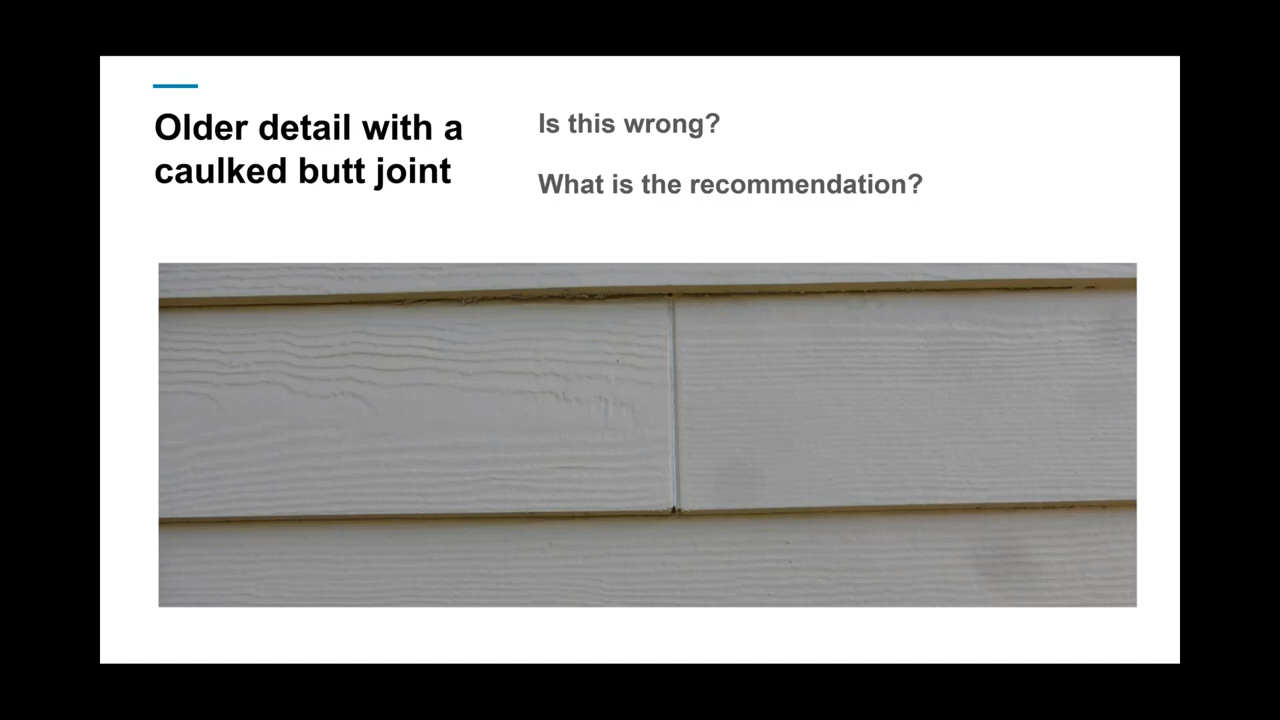 Older detail with a
caulked butt joint
Is this wrong?
What is the recommendation?